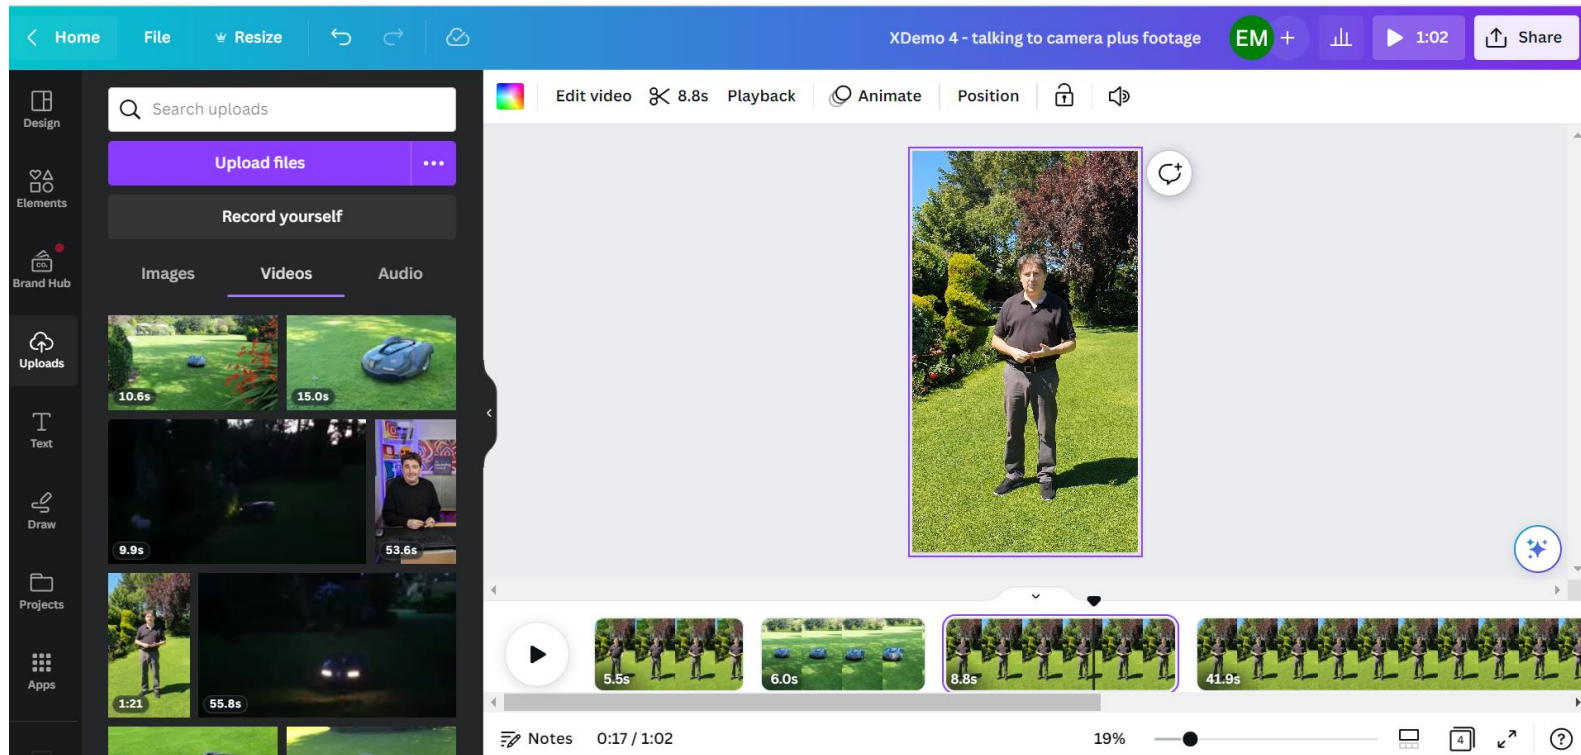 Home File Resize XDemo 4 - talking to camera plus footage EM + 1:02 Share
Design
Elements
CO.
Brand Hub
Uploads
Text
Draw
Projects
Apps
Search uploads
Upload files
Record yourself
Images Videos Audio
10.6s 15.0s
9.9s 53.6s
1:21 55.8s
Edit video 8.8s Playback Animate Position
5.5s 6.0s 8.8s 41.9s
Notes 0:17 / 1:02 19% 4 ?